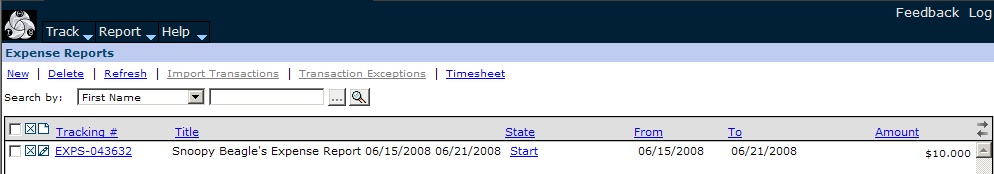 Feedback Log
Track Report Help
Expense Reports
New | Delete | Refresh | Import Transactions | Transaction Exceptions | Timesheet
Search by: First Name ...
Tracking # Title State From To Amount
EXPS-043632 Snoopy Beagle's Expense Report 06/15/2008 06/21/2008 Start 06/15/2008 06/21/2008 $10.000